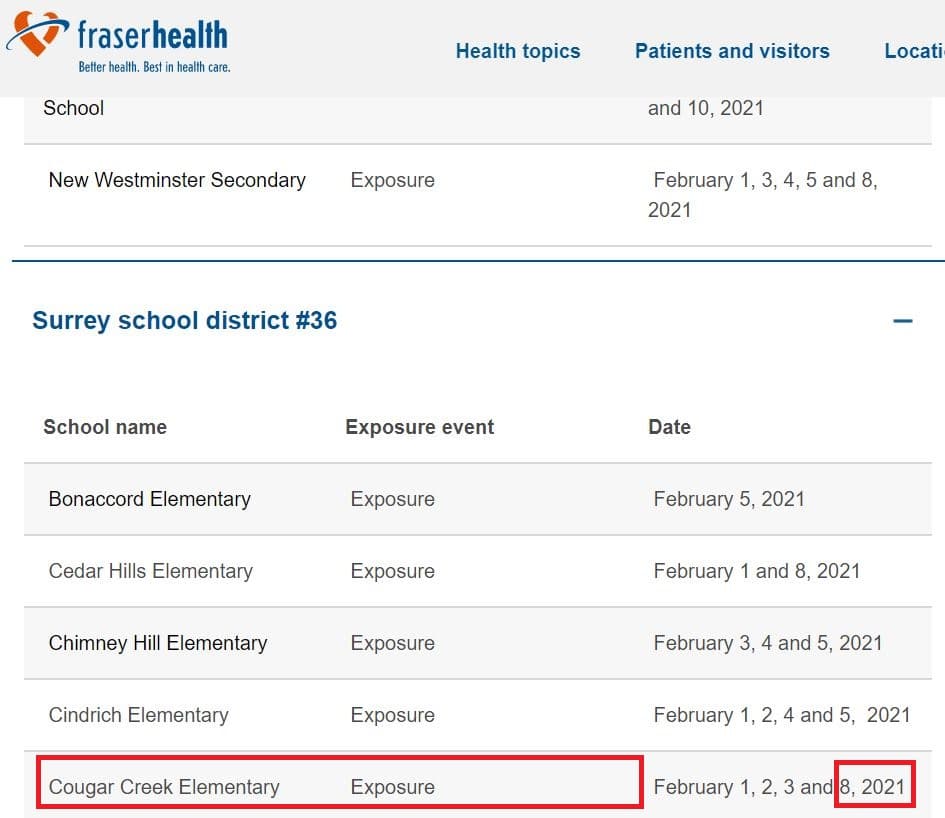 fraserhealth
Better health. Best in health care.
Health topics Patients and visitors Locati
School and 10, 2021
New Westminster Secondary Exposure February 1, 3, 4, 5 and 8,
2021
Surrey school district #36 –
School name Exposure event Date
Bonaccord Elementary Exposure February 5, 2021
Cedar Hills Elementary Exposure February 1 and 8, 2021
Chimney Hill Elementary Exposure February 3, 4 and 5, 2021
Cindrich Elementary Exposure February 1, 2, 4 and 5, 2021
Cougar Creek Elementary Exposure February 1, 2, 3 and 8, 2021